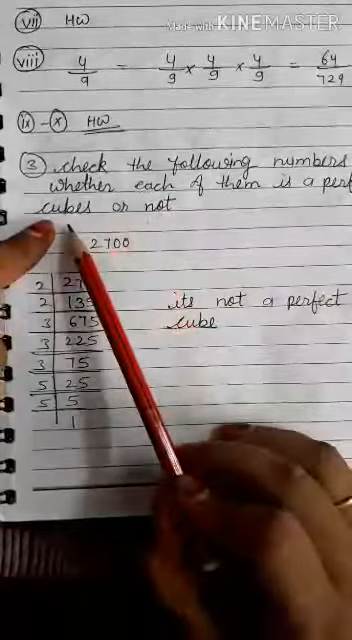 Made with KINEMASTER
vii HW
viii 4/9 = 4/9 × 4/9 × 4/9 = 64/729
ix - x HW
3 check the following numbers
whether each of them is a perf
cubes or not
2700
2 | 27
2 | 135
3 | 675 its not a perfect
3 | 225 cube
3 | 75
5 | 25
5 | 5
1